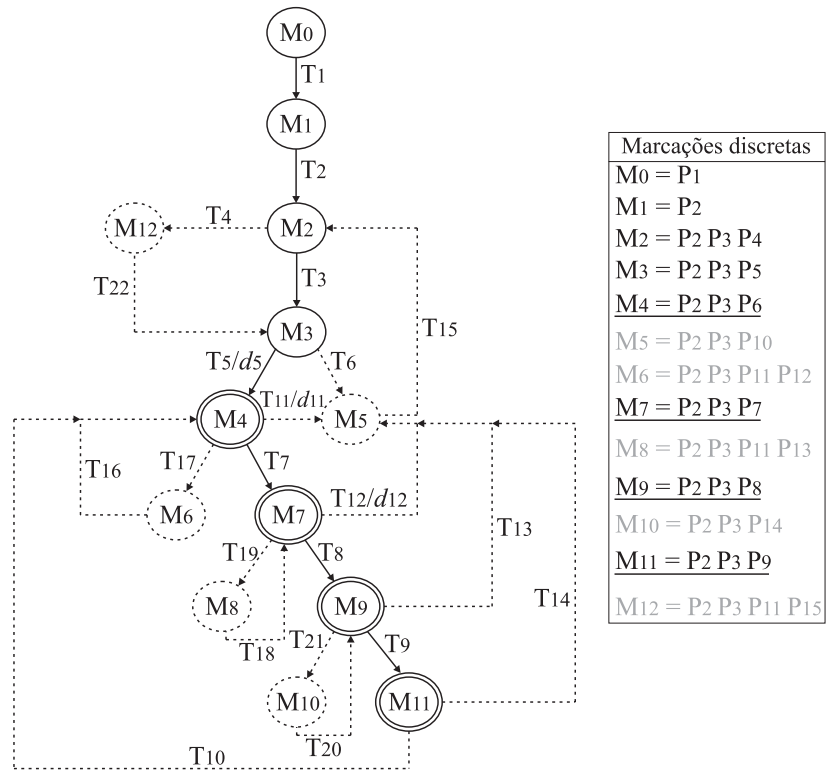 M0
T1
M1
T2
M12
T4
M2
T22
T3
M3
T15
T5/d5
T6
M4
T11/d11
M5
T16
T17
T7
M6
M7
T12/d12
T13
T19
T8
M8
M9
T14
T18
T21
T9
M10
M11
T20
T10
Marcações discretas
M0 = P1
M1 = P2
M2 = P2 P3 P4
M3 = P2 P3 P5
M4 = P2 P3 P6
M5 = P2 P3 P10
M6 = P2 P3 P11 P12
M7 = P2 P3 P7
M8 = P2 P3 P11 P13
M9 = P2 P3 P8
M10 = P2 P3 P14
M11 = P2 P3 P9
M12 = P2 P3 P11 P15